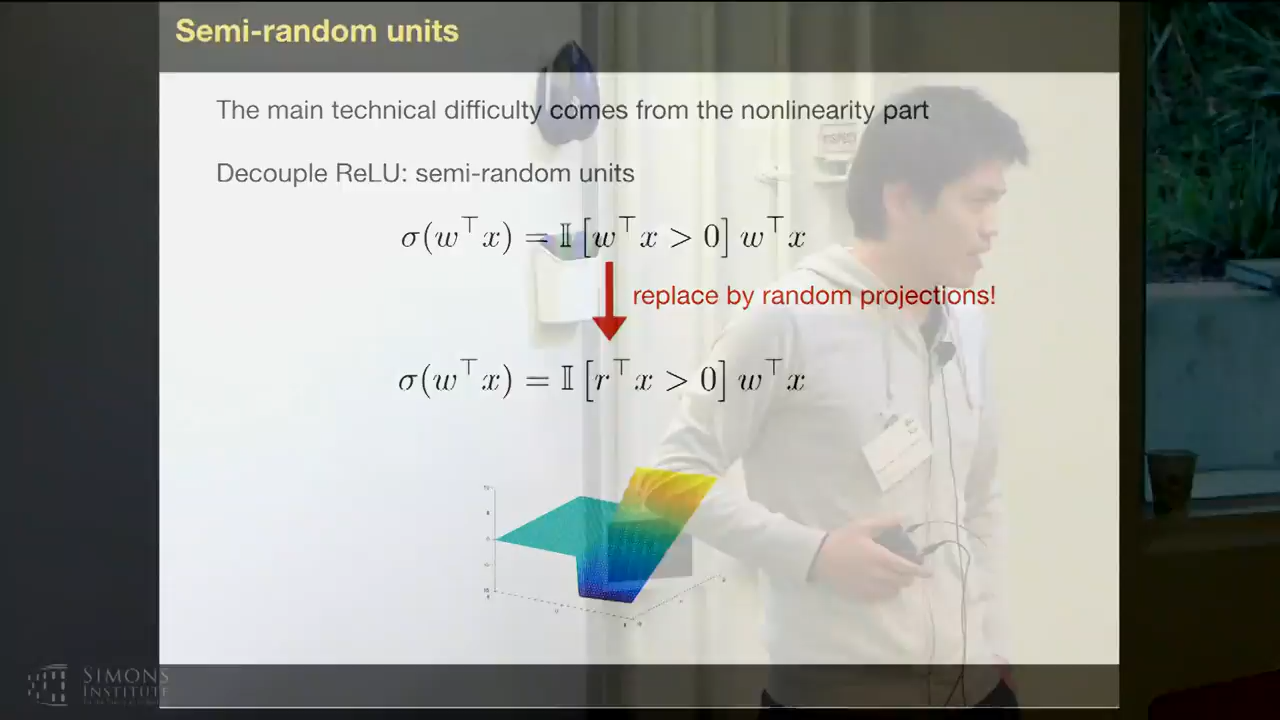 Semi-random units
The main technical difficulty comes from the nonlinearity part
Decouple ReLU: semi-random units
σ(w⊤x) = 𝕀 [w⊤x > 0] w⊤x
replace by random projections!
σ(w⊤x) = 𝕀 [r⊤x > 0] w⊤x
SIMONS
INSTITUTE